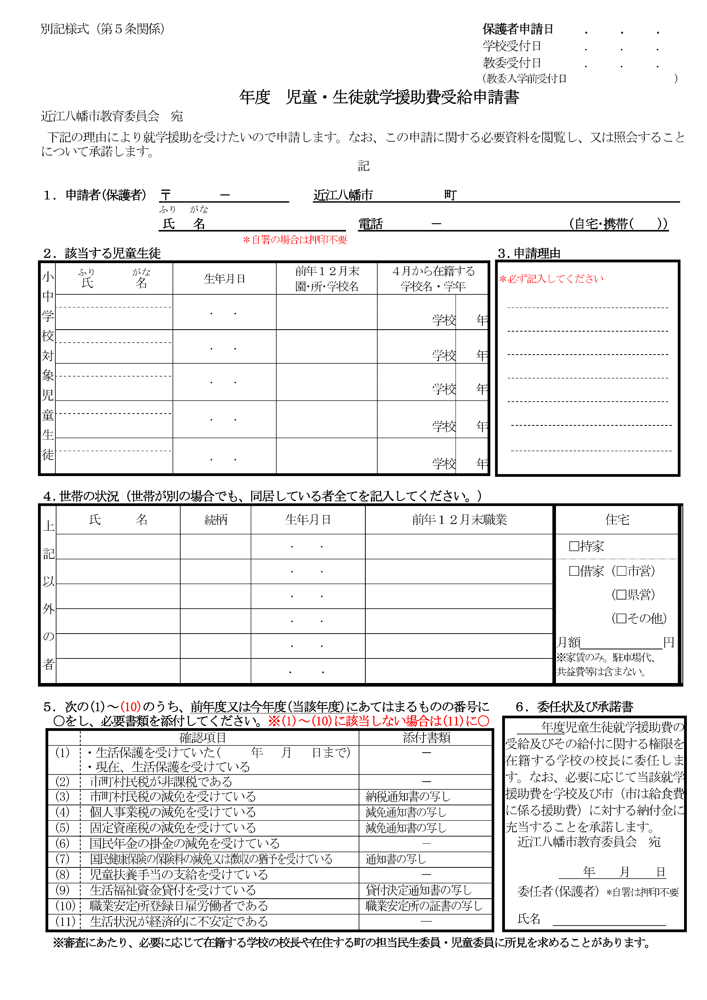 別記様式（第５条関係）
保護者申請日　．　．　．
学校受付日　．　．　．
教委受付日　．　．　．
（教委入学前受付日　　　　）
年度　児童・生徒就学援助費受給申請書
近江八幡市教育委員会　宛
下記の理由により就学援助を受けたいので申請します。なお、この申請に関する必要資料を閲覧し、又は照会すること
について承諾します。
記
１．申請者（保護者）　〒　　－　　　近江八幡市　　　町
ふり　がな
氏　名　　　電話　　－　　　（自宅・携帯（　　））
＊自署の場合は押印不要
２．該当する児童生徒
小中学校対象児童生徒
ふり　がな
氏　名
生年月日
前年１２月末
園・所・学校名
４月から在籍する
学校名・学年
．　．　学校　年
．　．　学校　年
．　．　学校　年
．　．　学校　年
．　．　学校　年
３．申請理由
＊必ず記入してください
４．世帯の状況（世帯が別の場合でも、同居している者全てを記入してください。）
上記以外の者
氏　名　続柄　生年月日　前年１２月末職業　住宅
．　．
．　．
．　．
．　．
．　．
．　．
□持家
□借家（□市営）
（□県営）
（□その他）
月額　　　　円
※家賃のみ。駐車場代、
共益費等は含まない。
５．次の(1)～(10)のうち、前年度又は今年度（当該年度）にあてはまるものの番号に
○をし、必要書類を添付してください。※(1)～(10)に該当しない場合は(11)に○
確認項目　添付書類
(1)　・生活保護を受けていた（　　年　　月　　日まで）　－
・現在、生活保護を受けている
(2)　市町村民税が非課税である　－
(3)　市町村民税の減免を受けている　納税通知書の写し
(4)　個人事業税の減免を受けている　減免通知書の写し
(5)　固定資産税の減免を受けている　減免通知書の写し
(6)　国民年金の掛金の減免を受けている　－
(7)　国民健康保険の保険料の減免又は徴収の猶予を受けている　通知書の写し
(8)　児童扶養手当の支給を受けている　－
(9)　生活福祉資金貸付を受けている　貸付決定通知書の写し
(10)　職業安定所登録日雇労働者である　職業安定所の証書の写し
(11)　生活状況が経済的に不安定である　－
６．委任状及び承諾書
年度児童生徒就学援助費の
受給及びその給付に関する権限を
在籍する学校の校長に委任しま
す。なお、必要に応じて当該就学
援助費を学校及び市（市は給食費
に係る援助費）に対する納付金に
充当することを承諾します。
近江八幡市教育委員会　宛
年　　月　　日
委任者（保護者）＊自署は押印不要
氏名
※審査にあたり、必要に応じて在籍する学校の校長や在住する町の担当民生委員・児童委員に所見を求めることがあります。